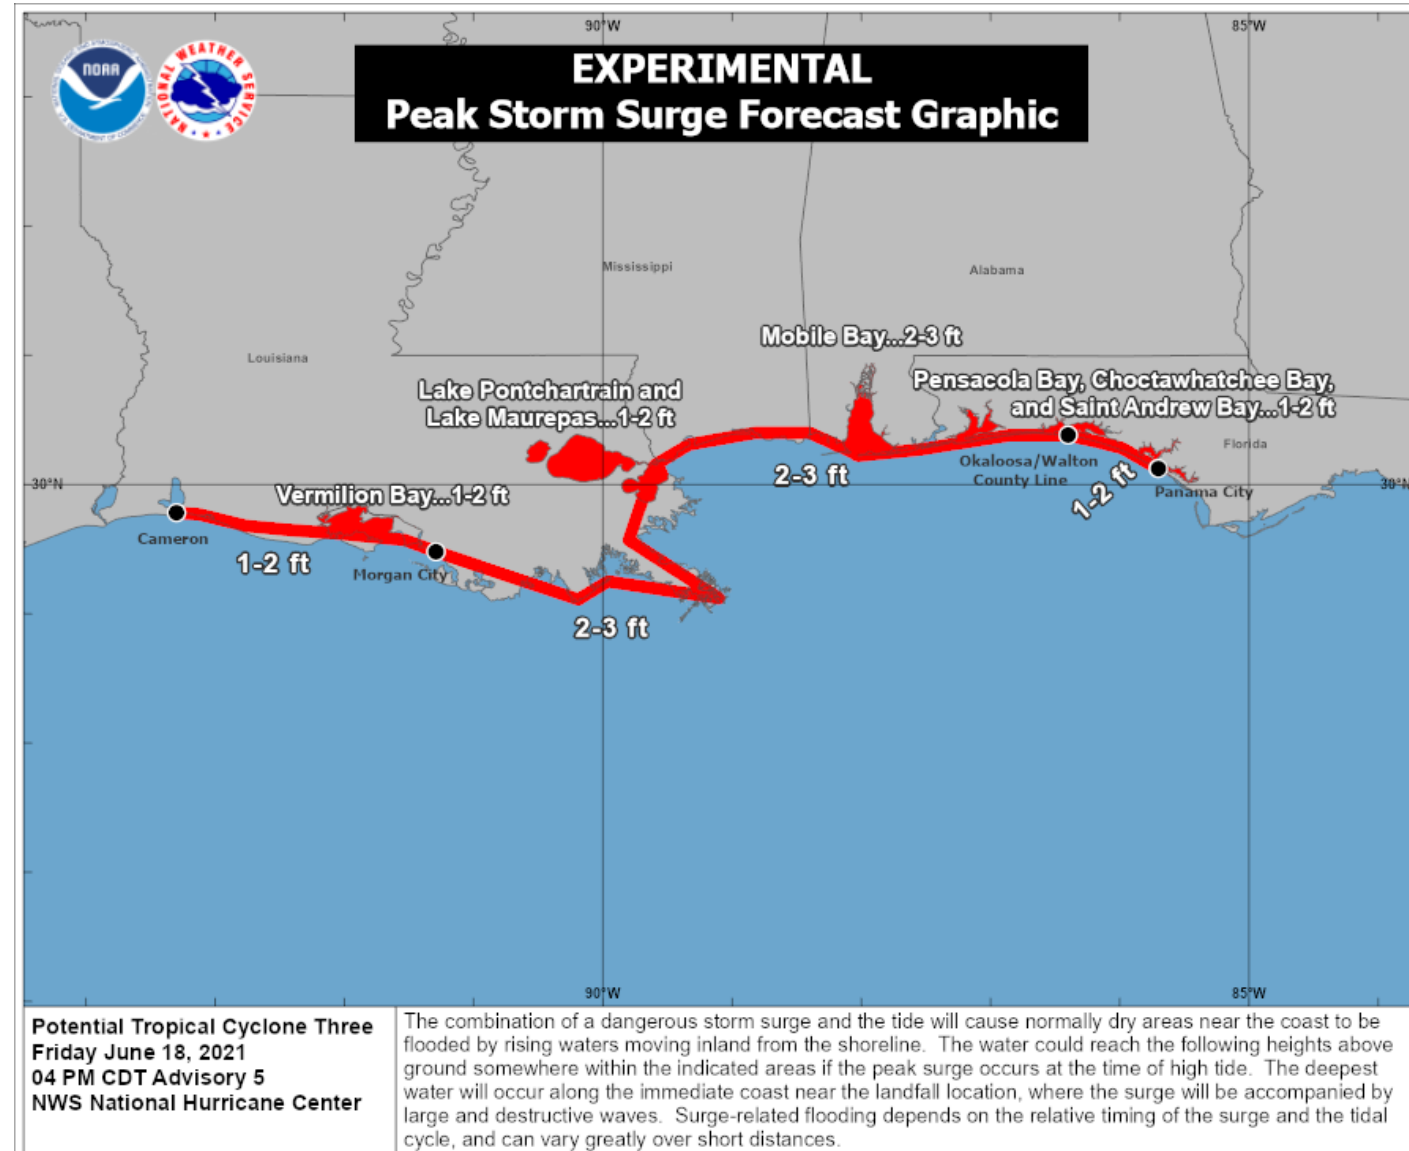 90°W
85°W
NOAA
NATIONAL WEATHER SERVICE
EXPERIMENTAL
Peak Storm Surge Forecast Graphic
Mississippi
Alabama
Louisiana
Mobile Bay...2-3 ft
Lake Pontchartrain and
Lake Maurepas...1-2 ft
Pensacola Bay, Choctawhatchee Bay,
and Saint Andrew Bay...1-2 ft
Florida
Okaloosa/Walton
County Line
2-3 ft
1-2 ft
Panama City
30°N
30°N
Vermilion Bay...1-2 ft
Cameron
1-2 ft
Morgan City
2-3 ft
90°W
85°W
Potential Tropical Cyclone Three
Friday June 18, 2021
04 PM CDT Advisory 5
NWS National Hurricane Center
The combination of a dangerous storm surge and the tide will cause normally dry areas near the coast to be
flooded by rising waters moving inland from the shoreline. The water could reach the following heights above
ground somewhere within the indicated areas if the peak surge occurs at the time of high tide. The deepest
water will occur along the immediate coast near the landfall location, where the surge will be accompanied by
large and destructive waves. Surge-related flooding depends on the relative timing of the surge and the tidal
cycle, and can vary greatly over short distances.